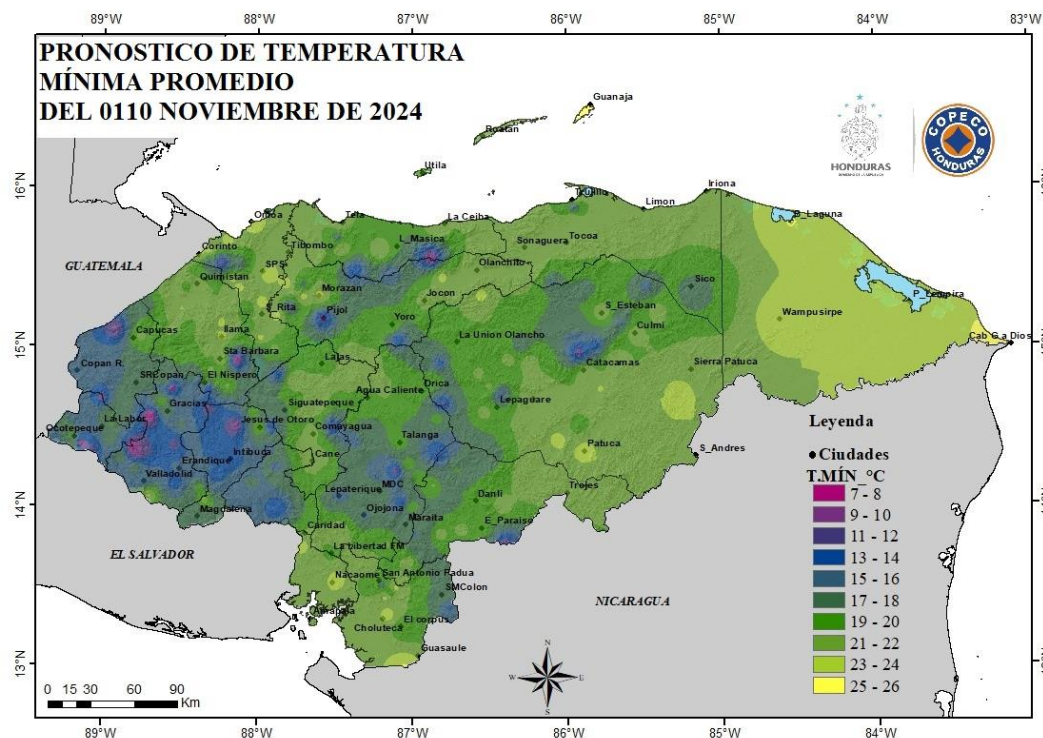 89°W 88°W 87°W 86°W 85°W 84°W 83°W
PRONOSTICO DE TEMPERATURA
MÍNIMA PROMEDIO
DEL 0110 NOVIEMBRE DE 2024
Guanaja
Roatan
COPECO
HONDURAS
HONDURAS
Utila
16°N
Trujillo
Iriona
Limon
Omoa
Tela
La Ceiba
B_Laguna
Corinto
Tibombo
L_Masica
Sonaguera
Tocoa
GUATEMALA
SPS
Olanchito
Quimistan
Morazan
Jocon
Sico
P_Lempira
S_Rita
Pijol
S_Esteban
Wampusirpe
Capucas
ilama
Yoro
La Union Olancho
Culmi
Cab G.a Dios
15°N
Copan R.
Sta Barbara
Lajas
Catacamas
Sierra Patuca
SRCopan
El Nispero
Agua Caliente
Orica
Gracias
Siguatepeque
Lepaguare
La Labor
Jesus de Otoro
Comayagua
Leyenda
Ocotepeque
Talanga
Patuca
S_Andres
Ciudades
Erandique
Intibuca
Cane
T.MÍN_°C
Valladolid
Lepaterique
MDC
Danli
Trojes
7 - 8
14°N
Magdalena
Ojojona
Maraita
E_Paraiso
9 - 10
Caridad
11 - 12
EL SALVADOR
La Libertad FM
13 - 14
Nacaome
San Antonio Padua
15 - 16
SMColon
NICARAGUA
17 - 18
Amapala
Choluteca
El corpus
19 - 20
Guasaule
21 - 22
13°N
N
23 - 24
W E
25 - 26
S
0 15 30 60 90
Km
89°W 88°W 87°W 86°W 85°W 84°W